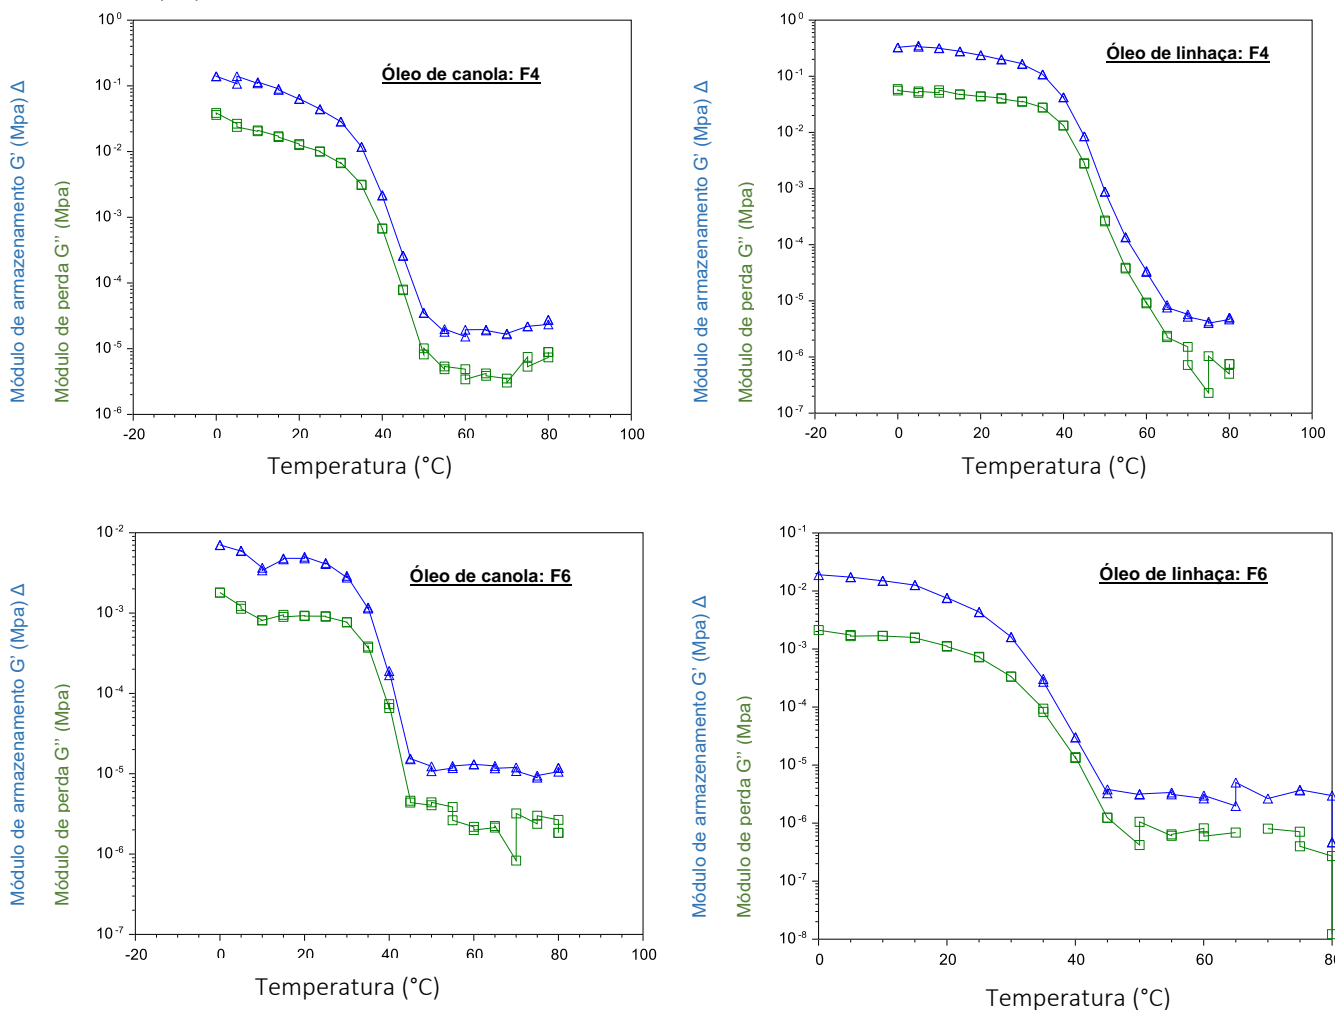 Óleo de canola: F4
Módulo de armazenamento G' (Mpa) Δ
Módulo de perda G'' (Mpa)
10⁰
10⁻¹
10⁻²
10⁻³
10⁻⁴
10⁻⁵
10⁻⁶
-20 0 20 40 60 80 100
Temperatura (°C)
Óleo de linhaça: F4
Módulo de armazenamento G' (Mpa) Δ
Módulo de perda G'' (Mpa)
10⁰
10⁻¹
10⁻²
10⁻³
10⁻⁴
10⁻⁵
10⁻⁶
10⁻⁷
-20 0 20 40 60 80 100
Temperatura (°C)
Óleo de canola: F6
Módulo de armazenamento G' (Mpa) Δ
Módulo de perda G'' (Mpa)
10⁻²
10⁻³
10⁻⁴
10⁻⁵
10⁻⁶
10⁻⁷
-20 0 20 40 60 80 100
Temperatura (°C)
Óleo de linhaça: F6
Módulo de armazenamento G' (Mpa) Δ
Módulo de perda G'' (Mpa)
10⁻¹
10⁻²
10⁻³
10⁻⁴
10⁻⁵
10⁻⁶
10⁻⁷
10⁻⁸
0 20 40 60 80
Temperatura (°C)